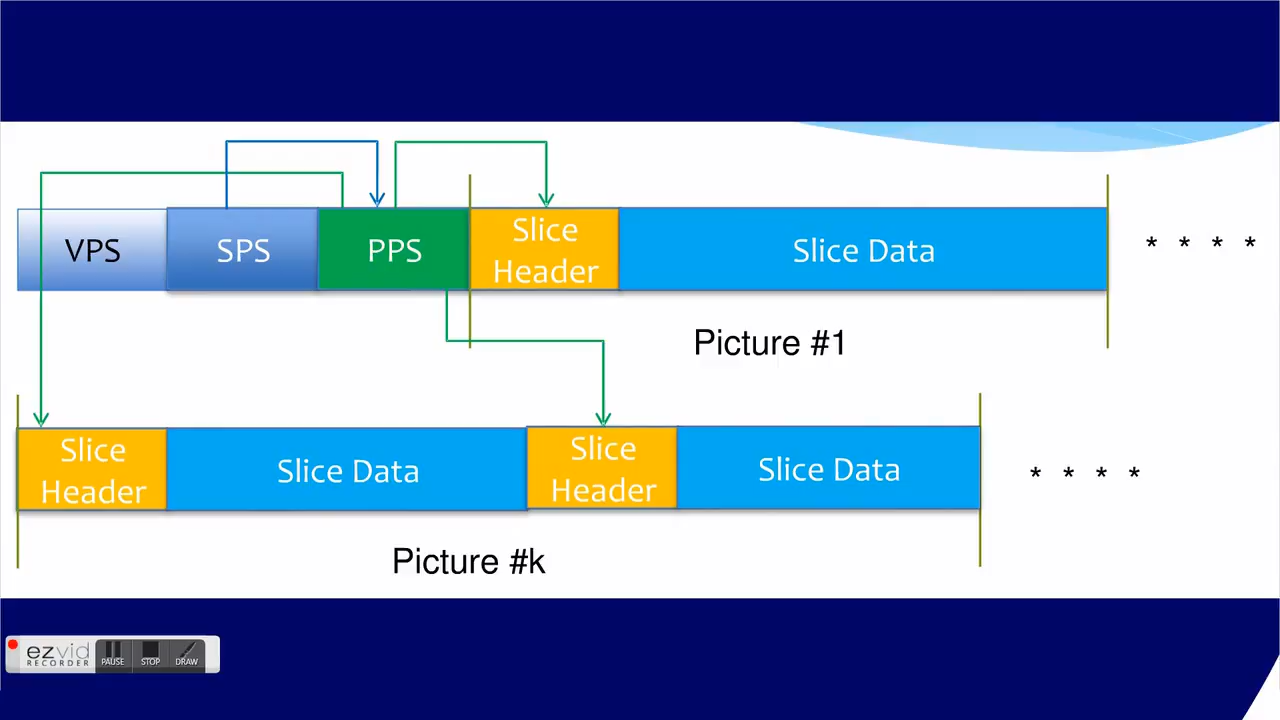 VPS
SPS
PPS
Slice
Header
Slice Data
* * * *
Picture #1
Slice
Header
Slice Data
Slice
Header
Slice Data
* * * *
Picture #k
ezvid
RECORDER
PAUSE
STOP
DRAW